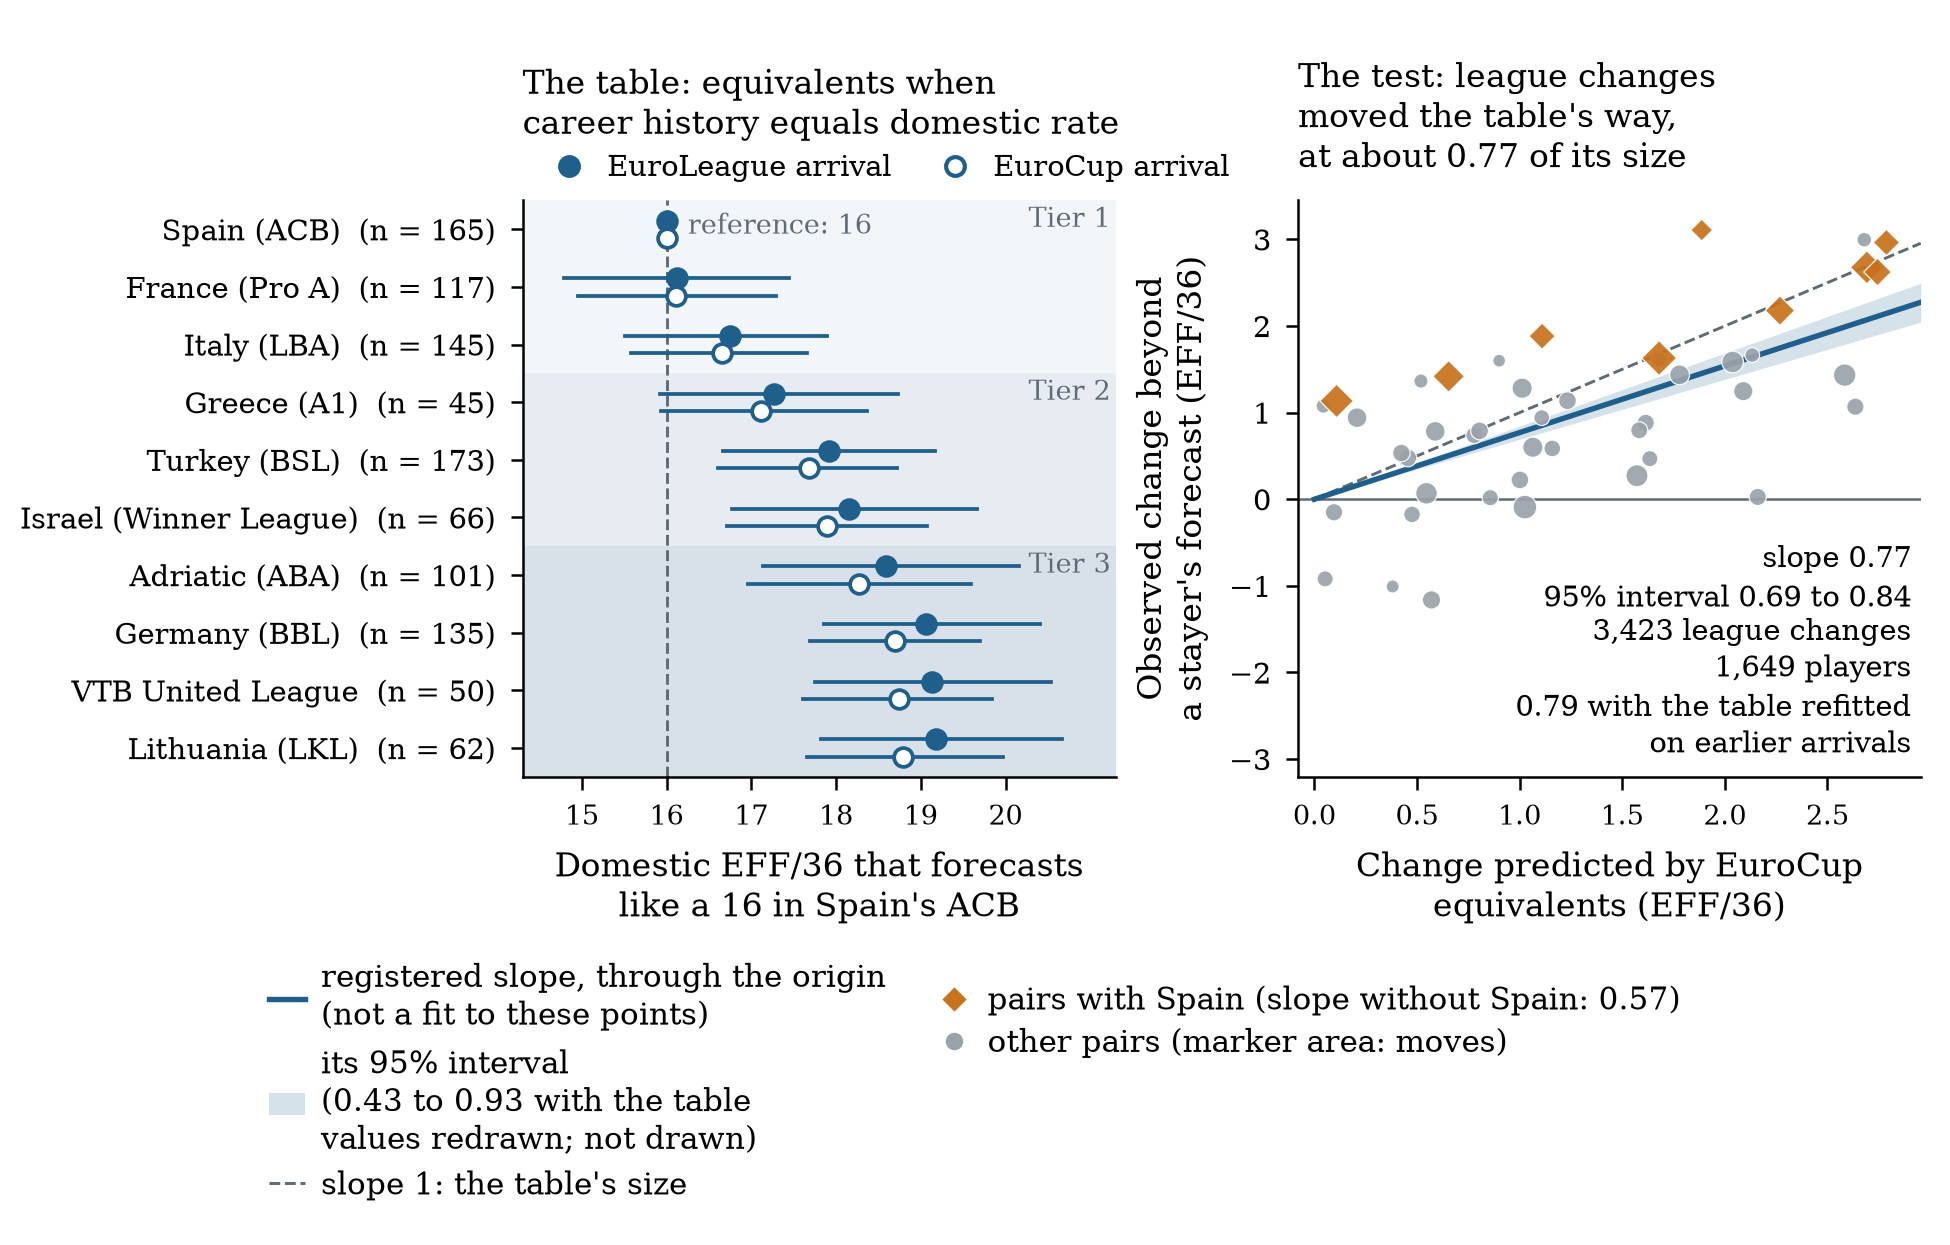 The table: equivalents when
career history equals domestic rate
EuroLeague arrival
EuroCup arrival
Spain (ACB) (n = 165)
France (Pro A) (n = 117)
Italy (LBA) (n = 145)
Greece (A1) (n = 45)
Turkey (BSL) (n = 173)
Israel (Winner League) (n = 66)
Adriatic (ABA) (n = 101)
Germany (BBL) (n = 135)
VTB United League (n = 50)
Lithuania (LKL) (n = 62)
reference: 16
Tier 1
Tier 2
Tier 3
15 16 17 18 19 20
Domestic EFF/36 that forecasts
like a 16 in Spain's ACB
The test: league changes
moved the table's way,
at about 0.77 of its size
Observed change beyond
a stayer's forecast (EFF/36)
3
2
1
0
−1
−2
−3
slope 0.77
95% interval 0.69 to 0.84
3,423 league changes
1,649 players
0.79 with the table refitted
on earlier arrivals
0.0 0.5 1.0 1.5 2.0 2.5
Change predicted by EuroCup
equivalents (EFF/36)
registered slope, through the origin
(not a fit to these points)
its 95% interval
(0.43 to 0.93 with the table
values redrawn; not drawn)
slope 1: the table's size
pairs with Spain (slope without Spain: 0.57)
other pairs (marker area: moves)